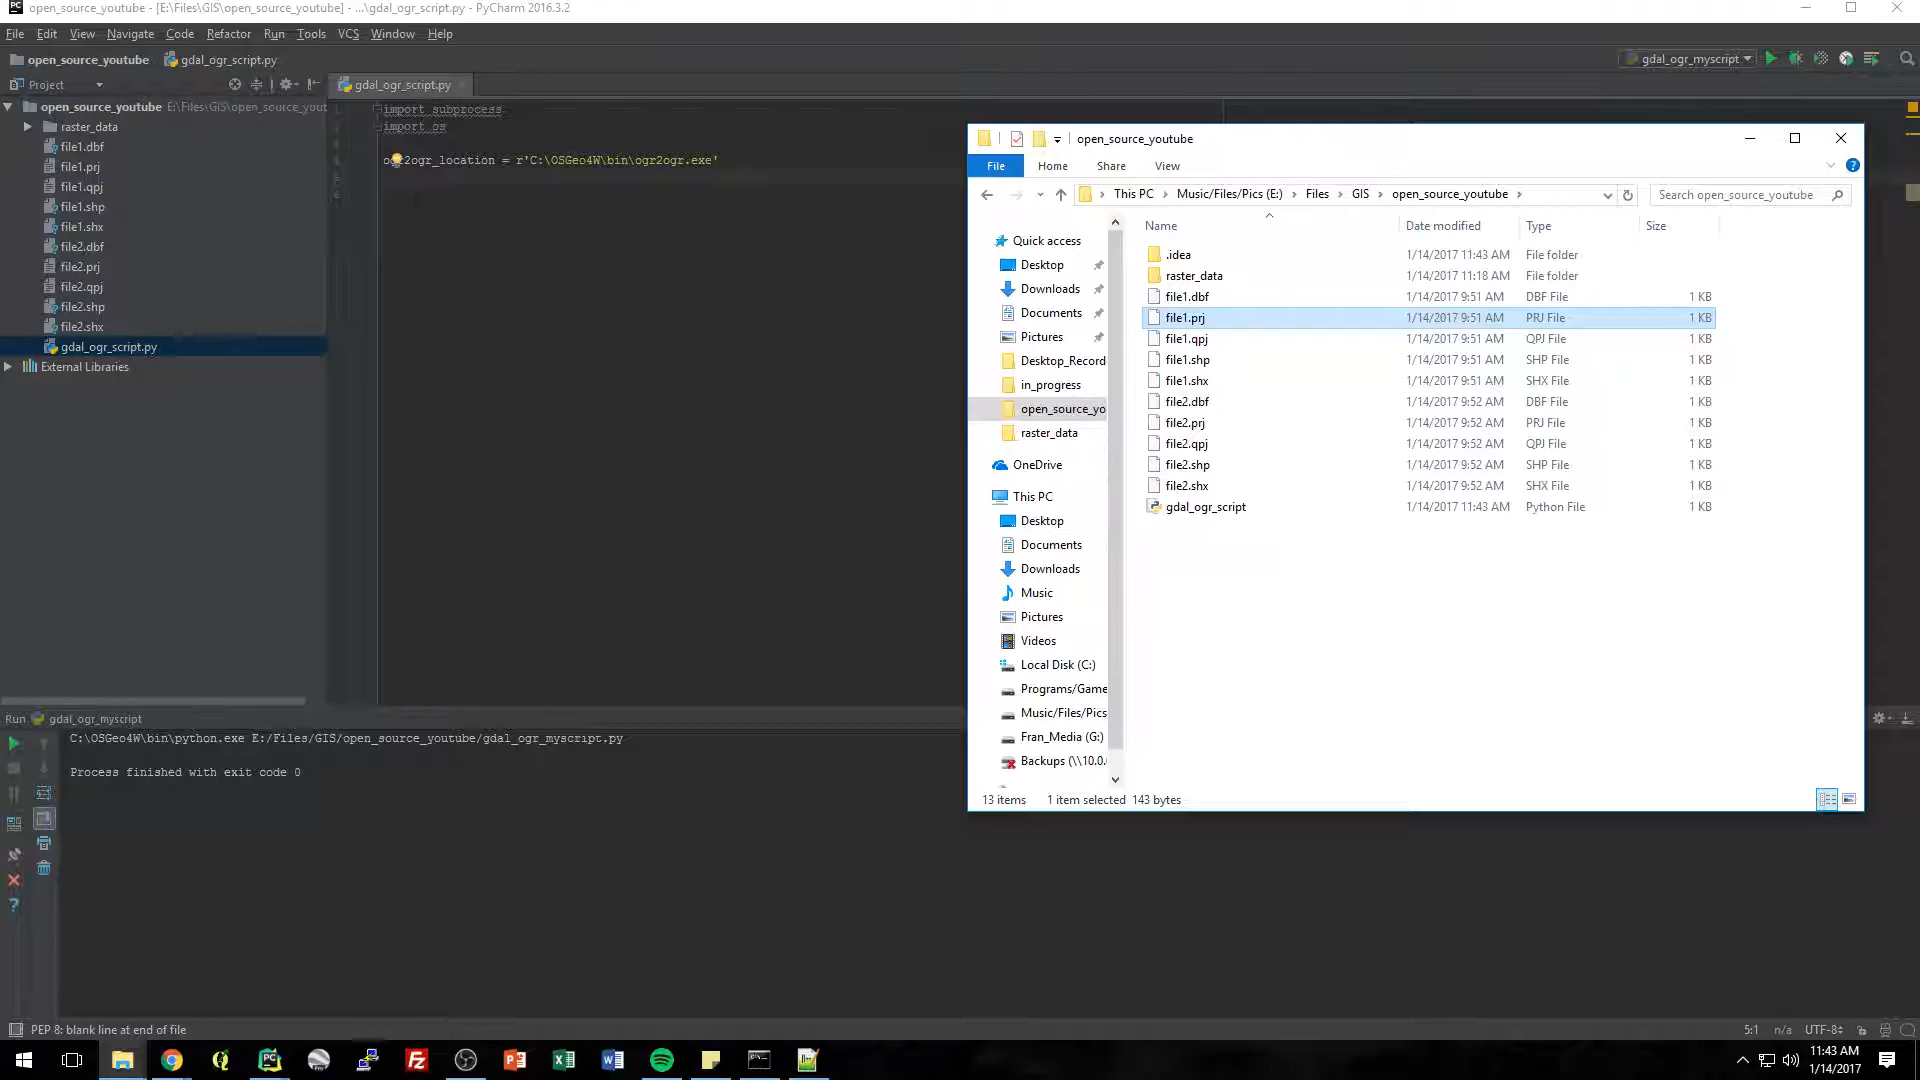 open_source_youtube - [E:\Files\GIS\open_source_youtube] - ...\gdal_ogr_script.py - PyCharm 2016.3.2
File Edit View Navigate Code Refactor Run Tools VCS Window Help
open_source_youtube gdal_ogr_script.py
gdal_ogr_myscript
Project
gdal_ogr_script.py
open_source_youtube E:\Files\GIS\open_source_yout
raster_data
file1.dbf
file1.prj
file1.qpj
file1.shp
file1.shx
file2.dbf
file2.prj
file2.qpj
file2.shp
file2.shx
gdal_ogr_script.py
External Libraries
import subprocess
import os
2ogr_location = r'C:\OSGeo4W\bin\ogr2ogr.exe'
open_source_youtube
File Home Share View
This PC Music/Files/Pics (E:) Files GIS open_source_youtube
Search open_source_youtube
Quick access
Desktop
Downloads
Documents
Pictures
Desktop_Record
in_progress
open_source_yo
raster_data
OneDrive
This PC
Desktop
Documents
Downloads
Music
Pictures
Videos
Local Disk (C:)
Programs/Game
Music/Files/Pics
Fran_Media (G:)
Backups (\\10.0.
Name Date modified Type Size
.idea 1/14/2017 11:43 AM File folder
raster_data 1/14/2017 11:18 AM File folder
file1.dbf 1/14/2017 9:51 AM DBF File 1 KB
file1.prj 1/14/2017 9:51 AM PRJ File 1 KB
file1.qpj 1/14/2017 9:51 AM QPJ File 1 KB
file1.shp 1/14/2017 9:51 AM SHP File 1 KB
file1.shx 1/14/2017 9:51 AM SHX File 1 KB
file2.dbf 1/14/2017 9:52 AM DBF File 1 KB
file2.prj 1/14/2017 9:52 AM PRJ File 1 KB
file2.qpj 1/14/2017 9:52 AM QPJ File 1 KB
file2.shp 1/14/2017 9:52 AM SHP File 1 KB
file2.shx 1/14/2017 9:52 AM SHX File 1 KB
gdal_ogr_script 1/14/2017 11:43 AM Python File 1 KB
13 items 1 item selected 143 bytes
Run gdal_ogr_myscript
C:\OSGeo4W\bin\python.exe E:/Files/GIS/open_source_youtube/gdal_ogr_myscript.py
Process finished with exit code 0
PEP 8: blank line at end of file
5:1 n/a UTF-8
11:43 AM
1/14/2017